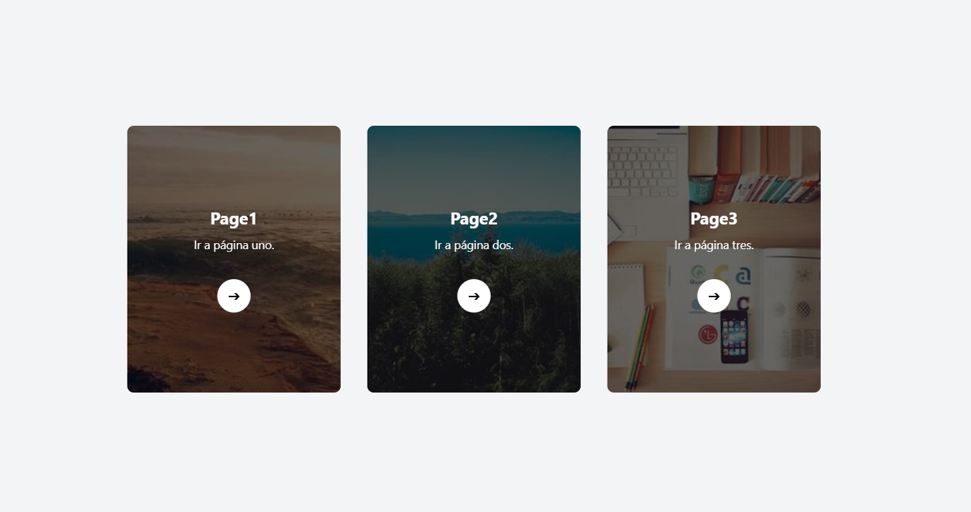 Page1
Ir a página uno.
→
Page2
Ir a página dos.
→
Page3
Ir a página tres.
→